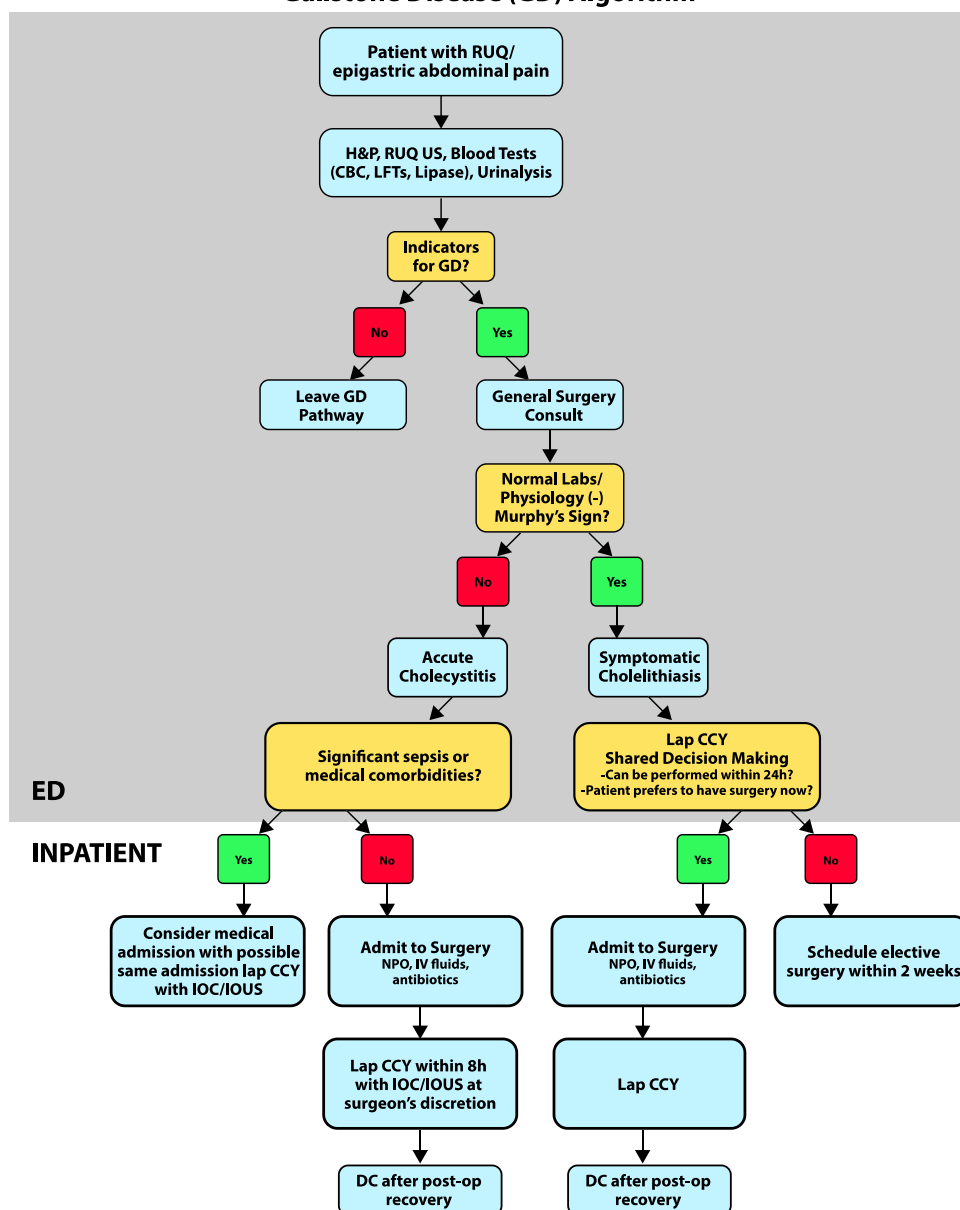 Gallstone Disease (GD) Algorithm
Patient with RUQ/
epigastric abdominal pain
H&P, RUQ US, Blood Tests
(CBC, LFTs, Lipase), Urinalysis
Indicators
for GD?
No
Yes
Leave GD
Pathway
General Surgery
Consult
Normal Labs/
Physiology (-)
Murphy's Sign?
No
Yes
Accute
Cholecystitis
Symptomatic
Cholelithiasis
Significant sepsis or
medical comorbidities?
Lap CCY
Shared Decision Making
-Can be performed within 24h?
-Patient prefers to have surgery now?
ED
INPATIENT
Yes
No
Yes
No
Consider medical
admission with possible
same admission lap CCY
with IOC/IOUS
Admit to Surgery
NPO, IV fluids,
antibiotics
Admit to Surgery
NPO, IV fluids,
antibiotics
Schedule elective
surgery within 2 weeks
Lap CCY within 8h
with IOC/IOUS at
surgeon's discretion
Lap CCY
DC after post-op
recovery
DC after post-op
recovery